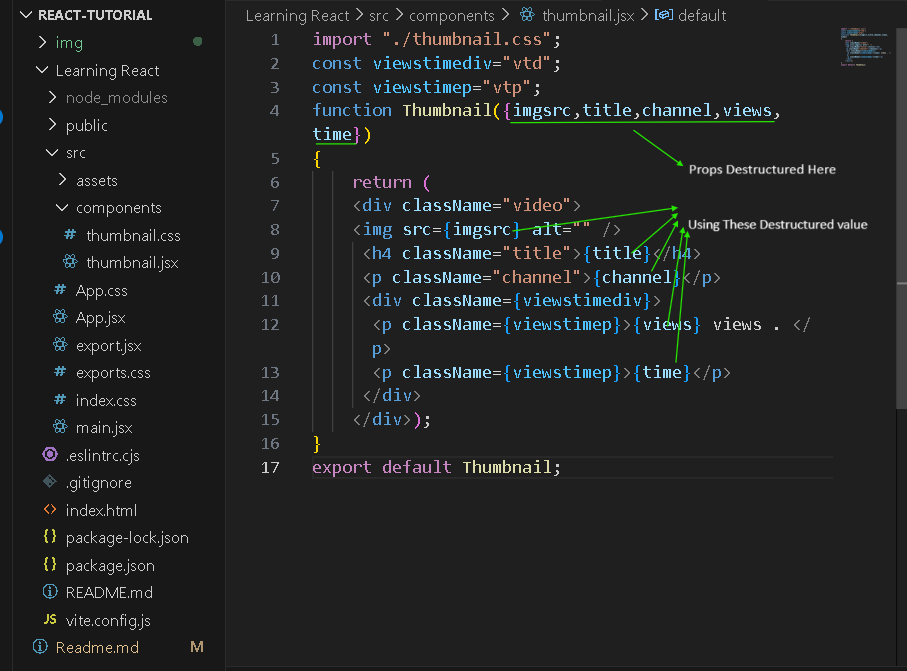 REACT-TUTORIAL
img
Learning React
node_modules
public
src
assets
components
thumbnail.css
thumbnail.jsx
App.css
App.jsx
export.jsx
exports.css
index.css
main.jsx
.eslintrc.cjs
.gitignore
index.html
package-lock.json
package.json
README.md
JS vite.config.js
Readme.md M
Learning React > src > components > thumbnail.jsx > default
1 import "./thumbnail.css";
2 const viewstimediv="vtd";
3 const viewstimep="vtp";
4 function Thumbnail({imgsrc,title,channel,views,
time})
5 {
6 return (
7 <div className="video">
8 <img src={imgsrc} alt="" />
9 <h4 className="title">{title}</h4>
10 <p className="channel">{channel}</p>
11 <div className={viewstimediv}>
12 <p className={viewstimep}>{views} views . </
p>
13 <p className={viewstimep}>{time}</p>
14 </div>
15 </div>);
16 }
17 export default Thumbnail;
Props Destructured Here
Using These Destructured value